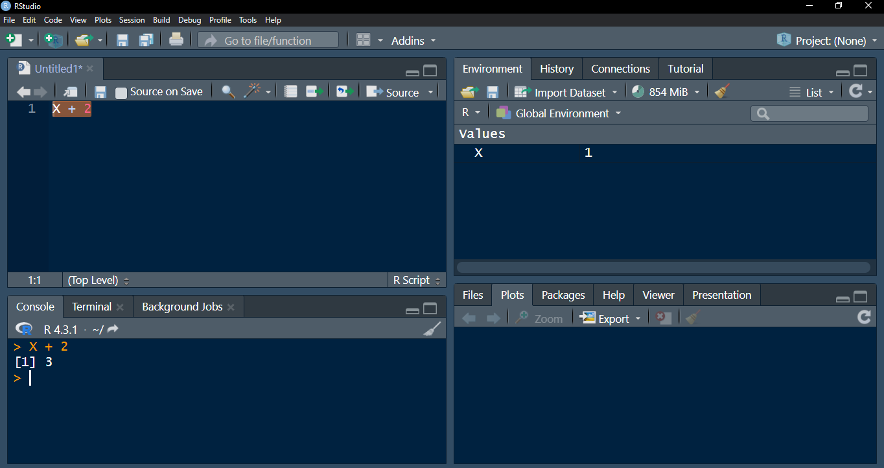 RStudio
File Edit Code View Plots Session Build Debug Profile Tools Help
Go to file/function Addins Project: (None)
Untitled1*
Source on Save Source
1 X + 2
1:1 (Top Level) R Script
Console Terminal Background Jobs
R 4.3.1 · ~/
> X + 2
[1] 3
>
Environment History Connections Tutorial
Import Dataset 854 MiB List
R Global Environment
Values
X 1
Files Plots Packages Help Viewer Presentation
Zoom Export